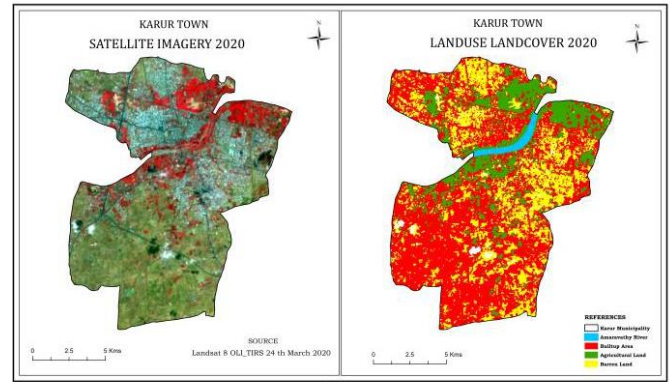 KARUR TOWN
SATELLITE IMAGERY 2020
N
0 2.5 5 Kms
SOURCE
Landsat 8 OLI_TIRS 24 th March 2020
KARUR TOWN
LANDUSE LANDCOVER 2020
N
0 2.5 5 Kms
REFERENCES
Karur Municipality
Amaravathy River
Builtup Area
Agricultural Land
Barren Land